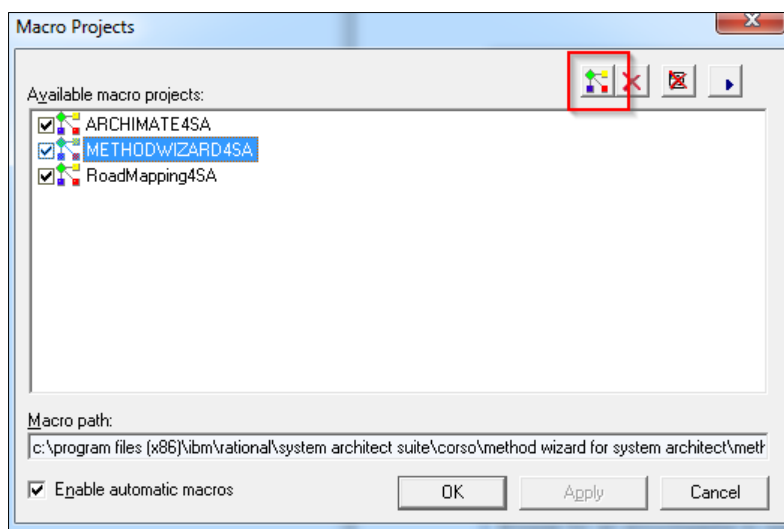 Macro Projects
Available macro projects:
ARCHIMATE4SA
METHODWIZARD4SA
RoadMapping4SA
Macro path:
c:\program files (x86)\ibm\rational\system architect suite\corso\method wizard for system architect\meth
Enable automatic macros
OK
Apply
Cancel